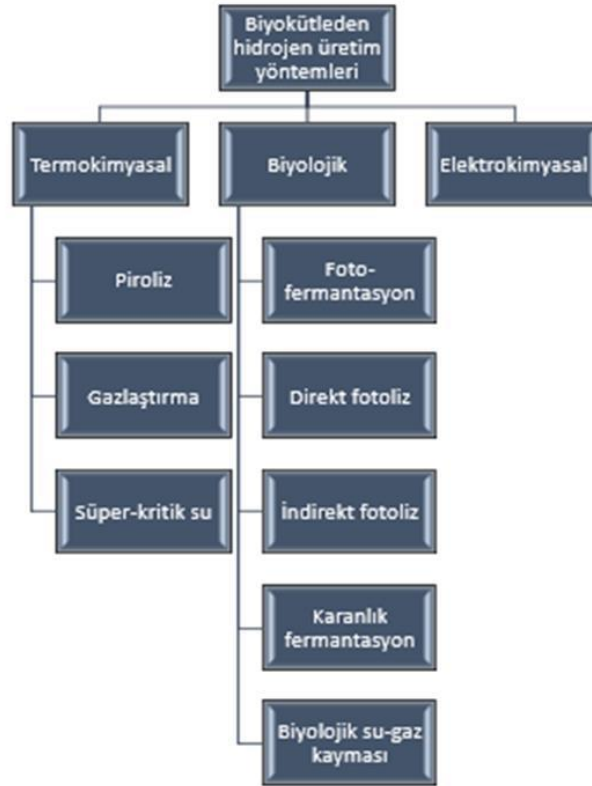 Biyokütleden
hidrojen üretim
yöntemleri
Termokimyasal
Biyolojik
Elektrokimyasal
Piroliz
Gazlaştırma
Süper-kritik su
Foto-
fermantasyon
Direkt fotoliz
İndirekt fotoliz
Karanlık
fermantasyon
Biyolojik su-gaz
kayması